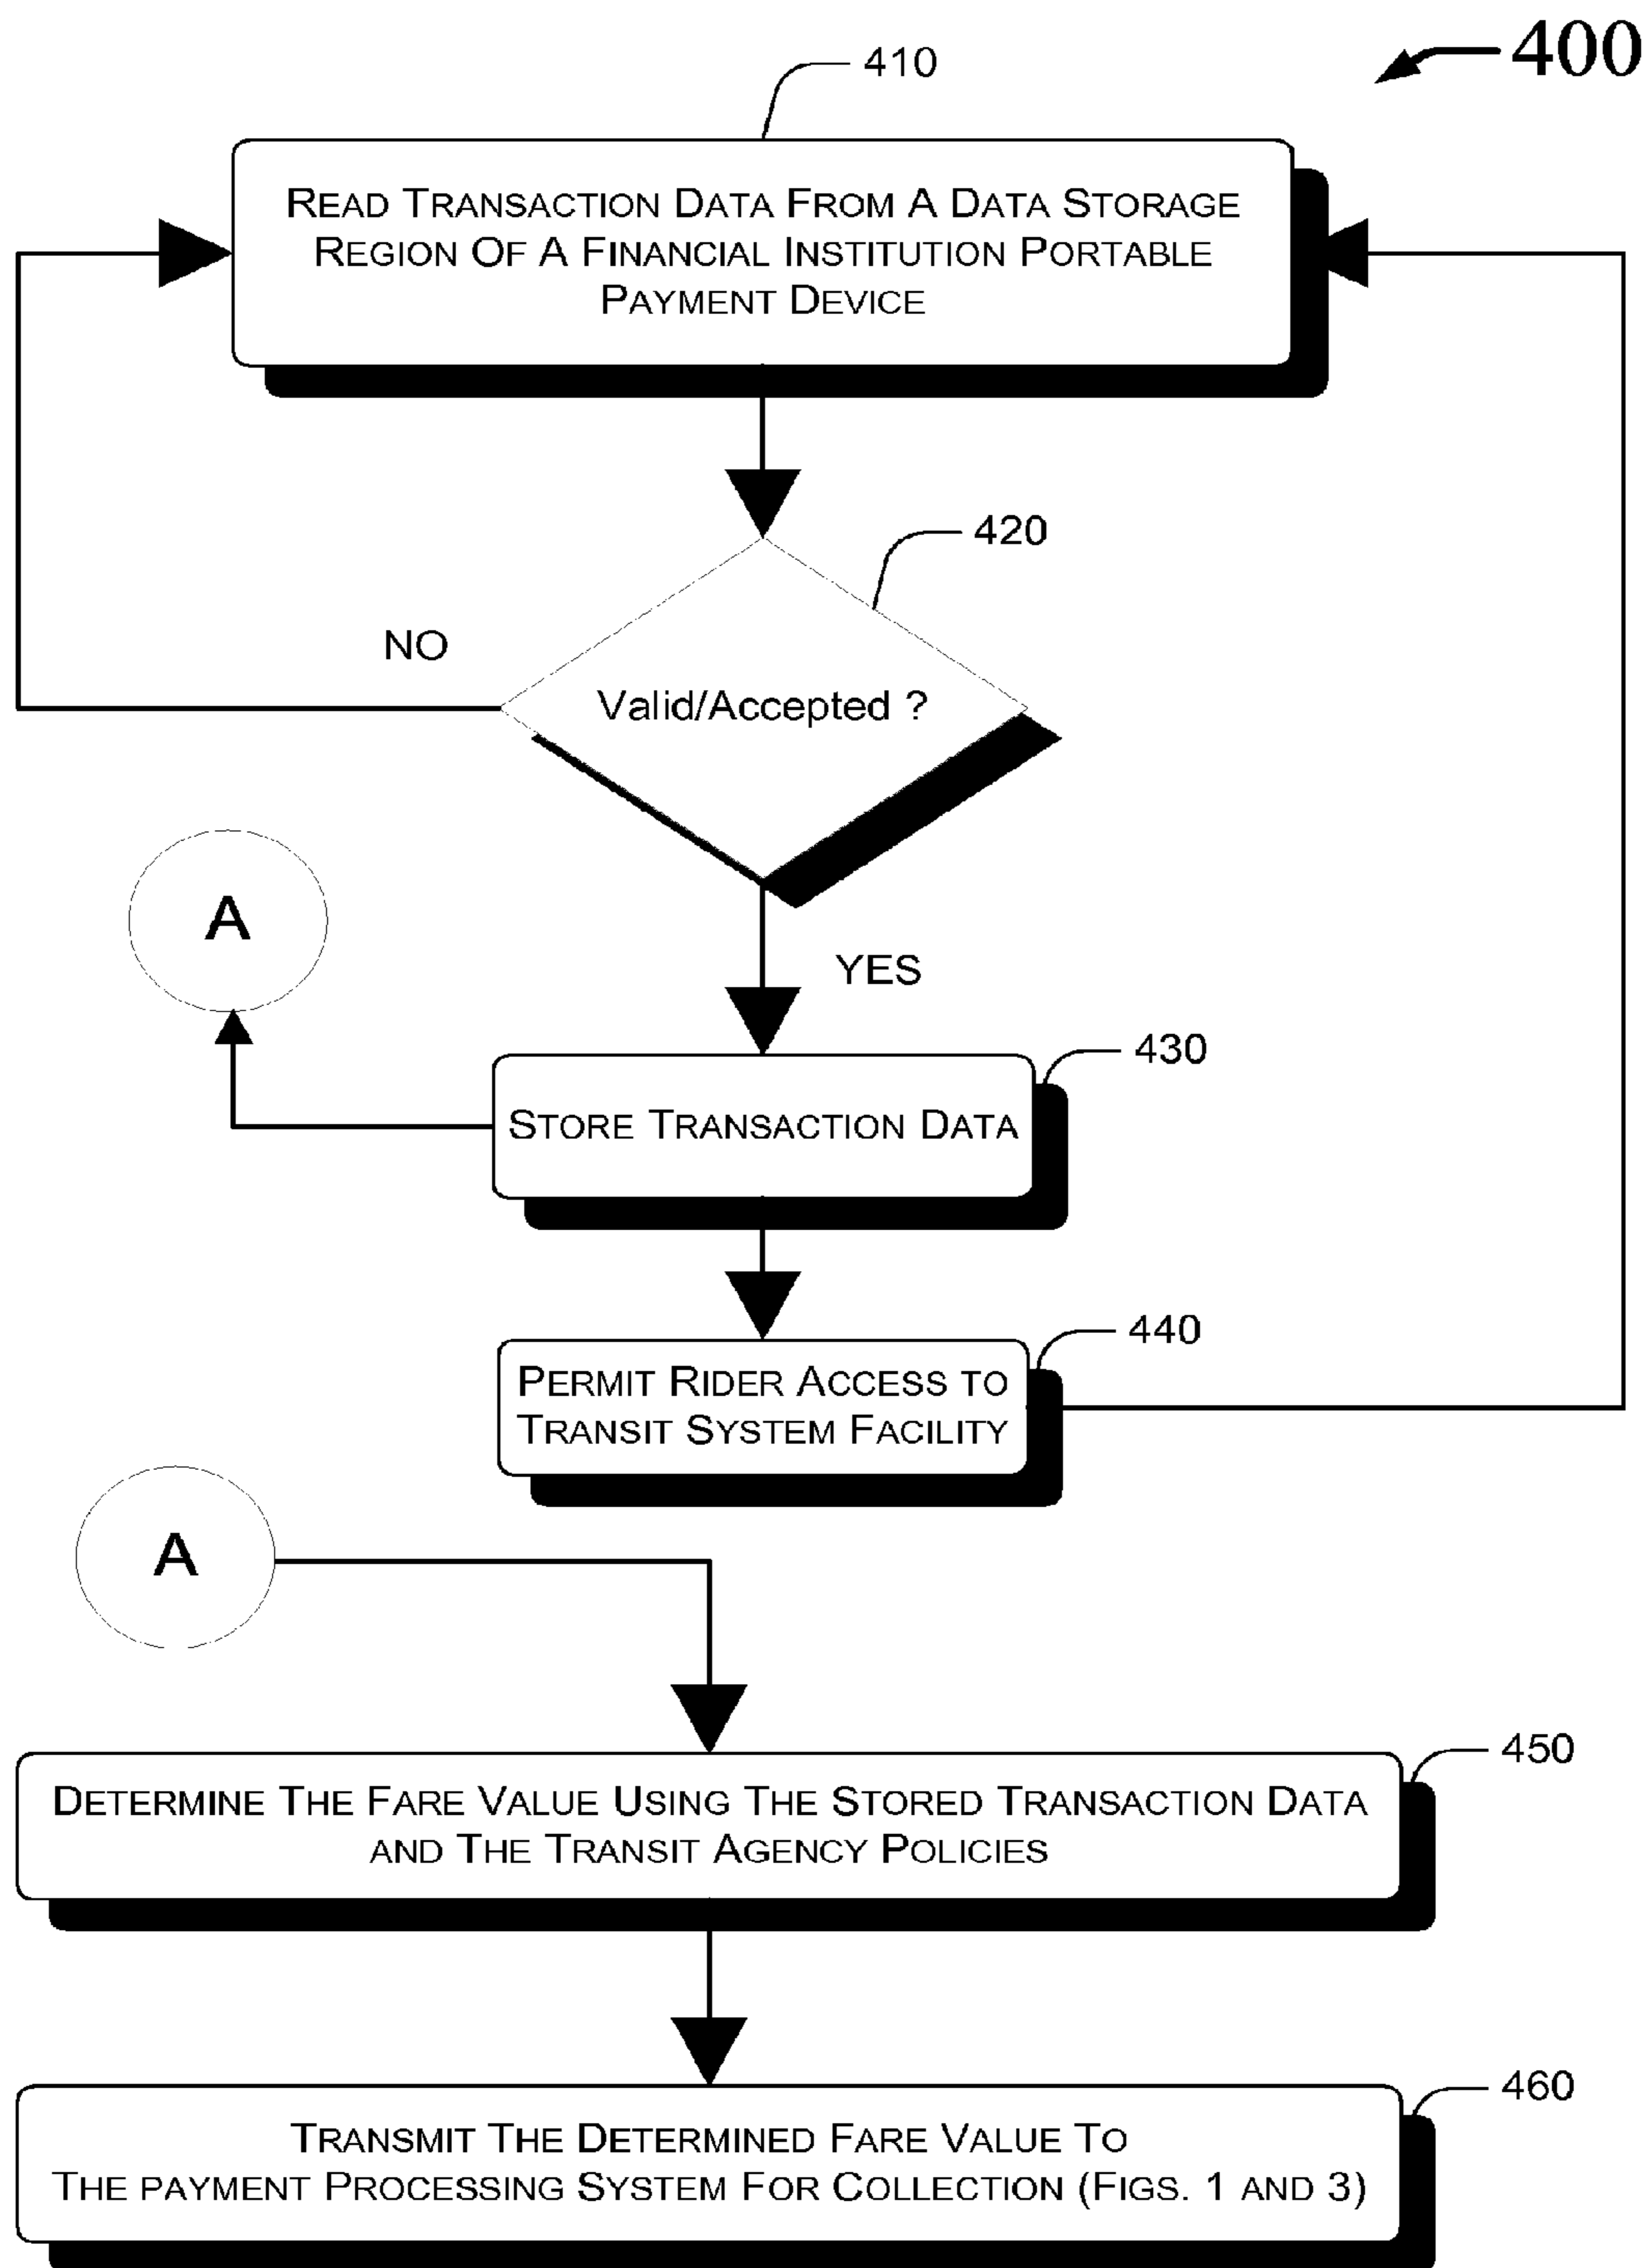 400
410
READ TRANSACTION DATA FROM A DATA STORAGE
REGION OF A FINANCIAL INSTITUTION PORTABLE
PAYMENT DEVICE
420
NO
Valid/Accepted ?
A
YES
430
STORE TRANSACTION DATA
440
PERMIT RIDER ACCESS TO
TRANSIT SYSTEM FACILITY
A
450
DETERMINE THE FARE VALUE USING THE STORED TRANSACTION DATA
AND THE TRANSIT AGENCY POLICIES
460
TRANSMIT THE DETERMINED FARE VALUE TO
THE PAYMENT PROCESSING SYSTEM FOR COLLECTION (FIGS. 1 AND 3)